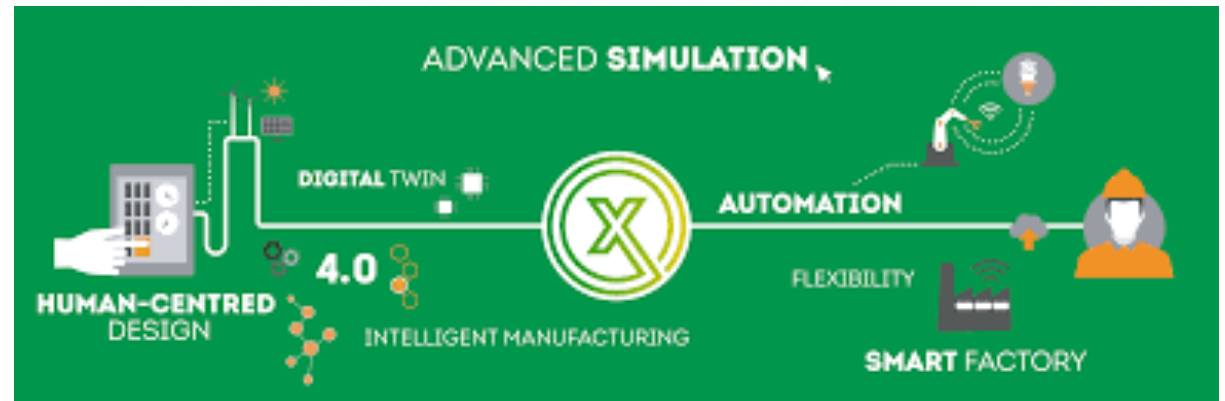 ADVANCED SIMULATION
DIGITAL TWIN
AUTOMATION
4.0
FLEXIBILITY
HUMAN-CENTRED
DESIGN
INTELLIGENT MANUFACTURING
SMART FACTORY